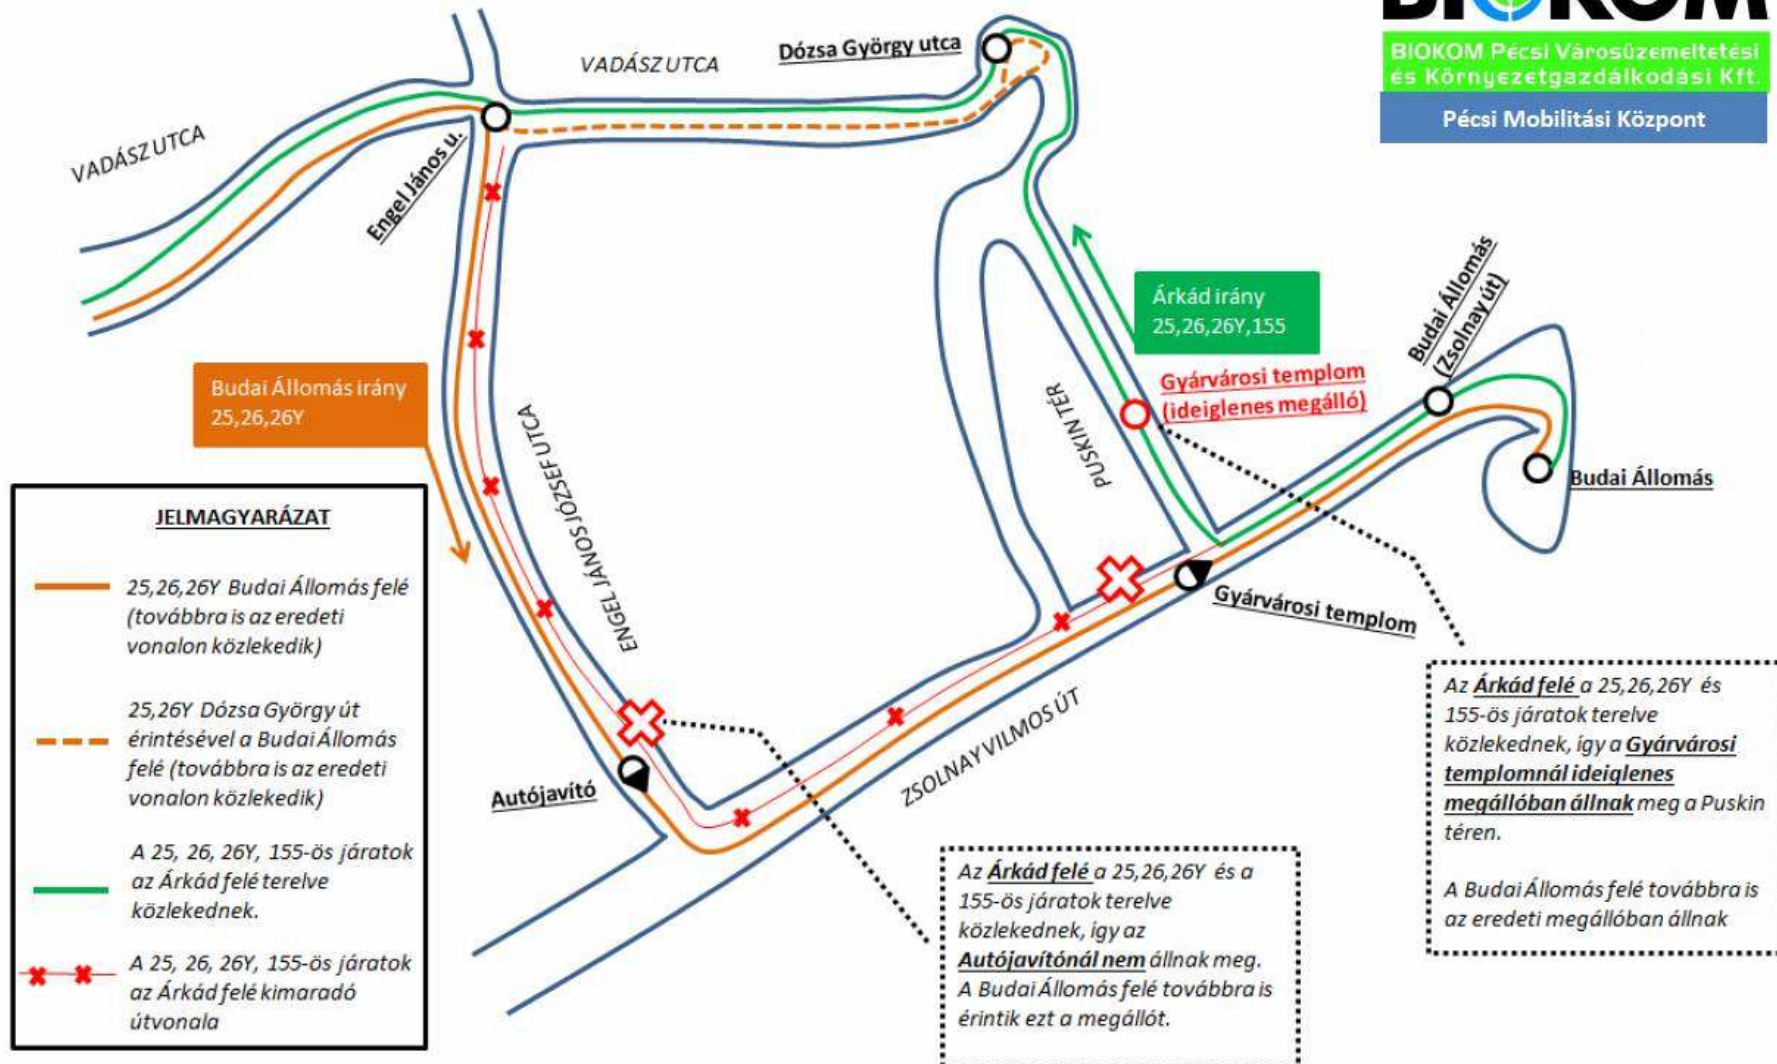 BIOKOM
BIOKOM Pécsi Városüzemeltetési
és Környezetgazdálkodási Kft.
Pécsi Mobilitási Központ
Dózsa György utca
VADÁSZ UTCA
VADÁSZ UTCA
Engel János u.
Árkád irány
25,26,26Y,155
Budai Állomás
(Zsolnay út)
Gyárvárosi templom
(ideiglenes megálló)
PUSKIN TÉR
Budai Állomás irány
25,26,26Y
ENGEL JÁNOS JÓZSEF UTCA
Budai Állomás
Gyárvárosi templom
ZSOLNAY VILMOS ÚT
Autójavító
JELMAGYARÁZAT
25,26,26Y Budai Állomás felé
(továbbra is az eredeti
vonalon közlekedik)
25,26Y Dózsa György út
érintésével a Budai Állomás
felé (továbbra is az eredeti
vonalon közlekedik)
A 25, 26, 26Y, 155-ös járatok
az Árkád felé terelve
közlekednek.
A 25, 26, 26Y, 155-ös járatok
az Árkád felé kimaradó
útvonala
Az Árkád felé a 25,26,26Y és a
155-ös járatok terelve
közlekednek, így az
Autójavítónál nem állnak meg.
A Budai Állomás felé továbbra is
érintik ezt a megállót.
Az Árkád felé a 25,26,26Y és
155-ös járatok terelve
közlekednek, így a Gyárvárosi
templomnál ideiglenes
megállóban állnak meg a Puskin
téren.
A Budai Állomás felé továbbra is
az eredeti megállóban állnak